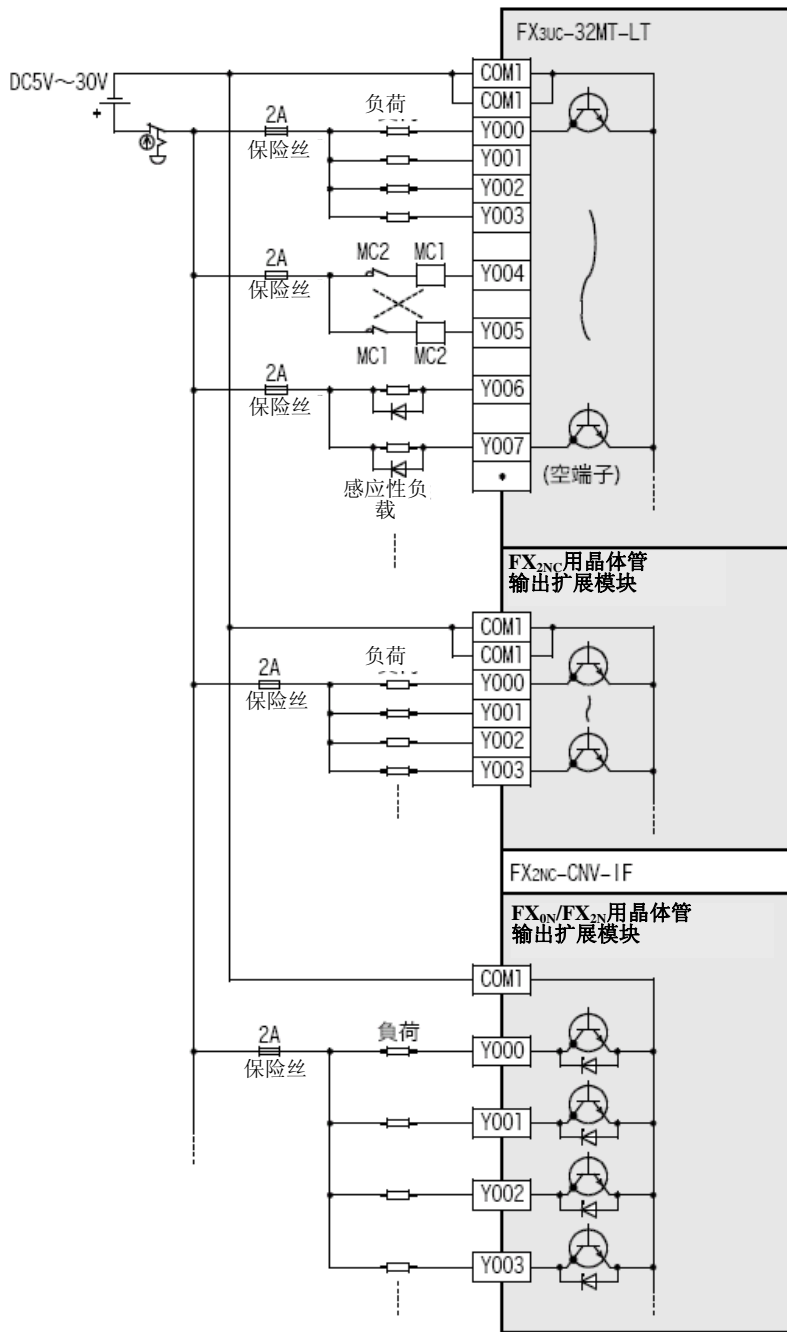 FX3UC-32MT-LT
DC5V～30V
+
COM1
COM1
2A
保险丝
负荷
Y000
Y001
Y002
Y003
2A
保险丝
MC2
MC1
Y004
Y005
MC1
MC2
2A
保险丝
Y006
Y007
感应性负
载
(空端子)
FX2NC用晶体管
输出扩展模块
COM1
COM1
2A
保险丝
负荷
Y000
Y001
Y002
Y003
FX2NC-CNV-IF
FX0N/FX2N用晶体管
输出扩展模块
COM1
2A
保险丝
負荷
Y000
Y001
Y002
Y003